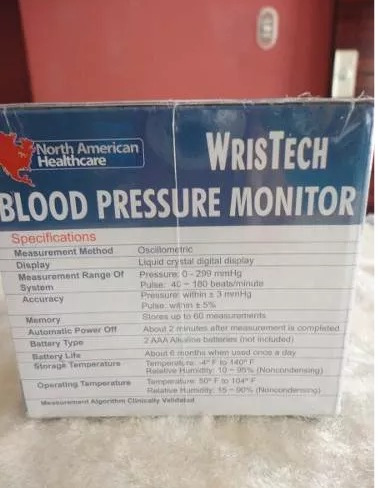 North American
Healthcare
WRISTECH
BLOOD PRESSURE MONITOR
Specifications
Measurement Method Oscillometric
Display Liquid crystal digital display
Measurement Range Of System Pressure: 0 - 299 mmHg
Pulse: 40 ~ 180 beats/minute
Accuracy Pressure: within ± 3 mmHg
Pulse: within ± 5%
Memory Stores up to 60 measurements
Automatic Power Off About 2 minutes after measurement is completed
Battery Type 2 AAA Alkaline batteries (not included)
Battery Life About 6 months when used once a day
Storage Temperature Temperature: -4° F to 140° F
Relative Humidity: 10 ~ 95% (Noncondensing)
Operating Temperature Temperature: 50° F to 104° F
Relative Humidity: 15 ~ 90% (Noncondensing)
Measurement Algorithm Clinically Validated